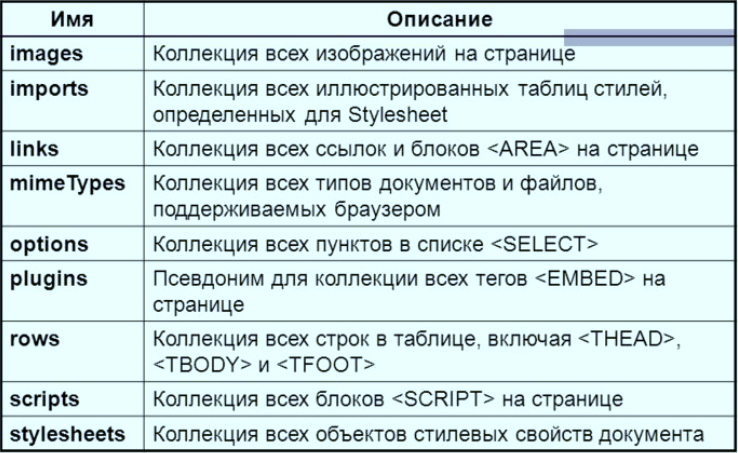 Имя Описание
images Коллекция всех изображений на странице
imports Коллекция всех иллюстрированных таблиц стилей,
определенных для Stylesheet
links Коллекция всех ссылок и блоков <AREA> на странице
mimeTypes Коллекция всех типов документов и файлов,
поддерживаемых браузером
options Коллекция всех пунктов в списке <SELECT>
plugins Псевдоним для коллекции всех тегов <EMBED> на
странице
rows Коллекция всех строк в таблице, включая <THEAD>,
<TBODY> и <TFOOT>
scripts Коллекция всех блоков <SCRIPT> на странице
stylesheets Коллекция всех объектов стилевых свойств документа